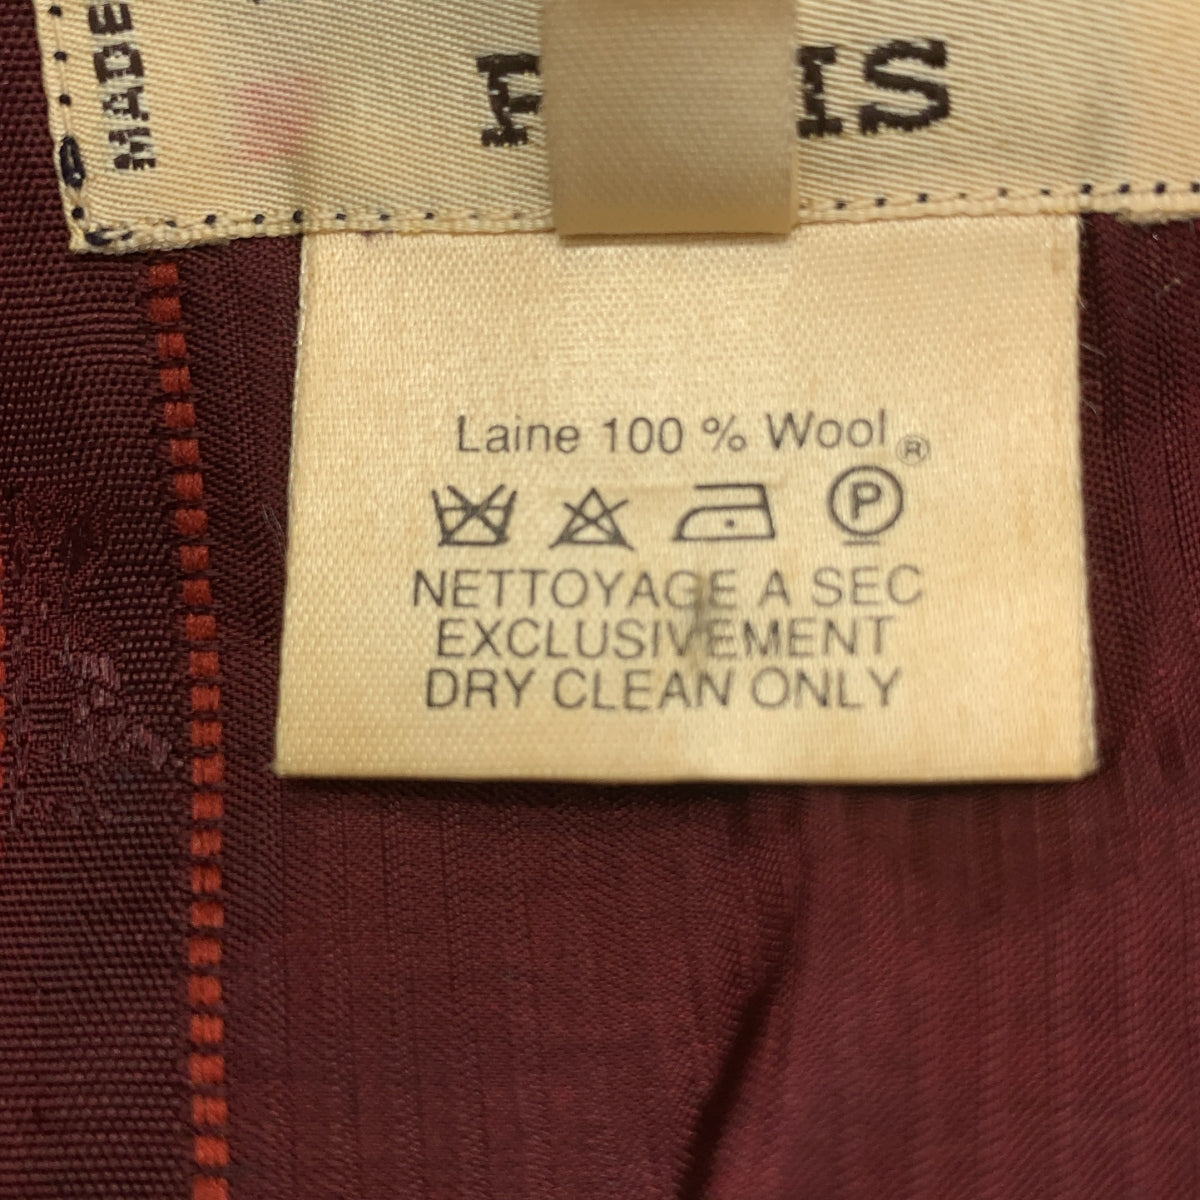 MADE
Laine 100 % Wool ®
P
NETTOYAGE A SEC
EXCLUSIVEMENT
DRY CLEAN ONLY